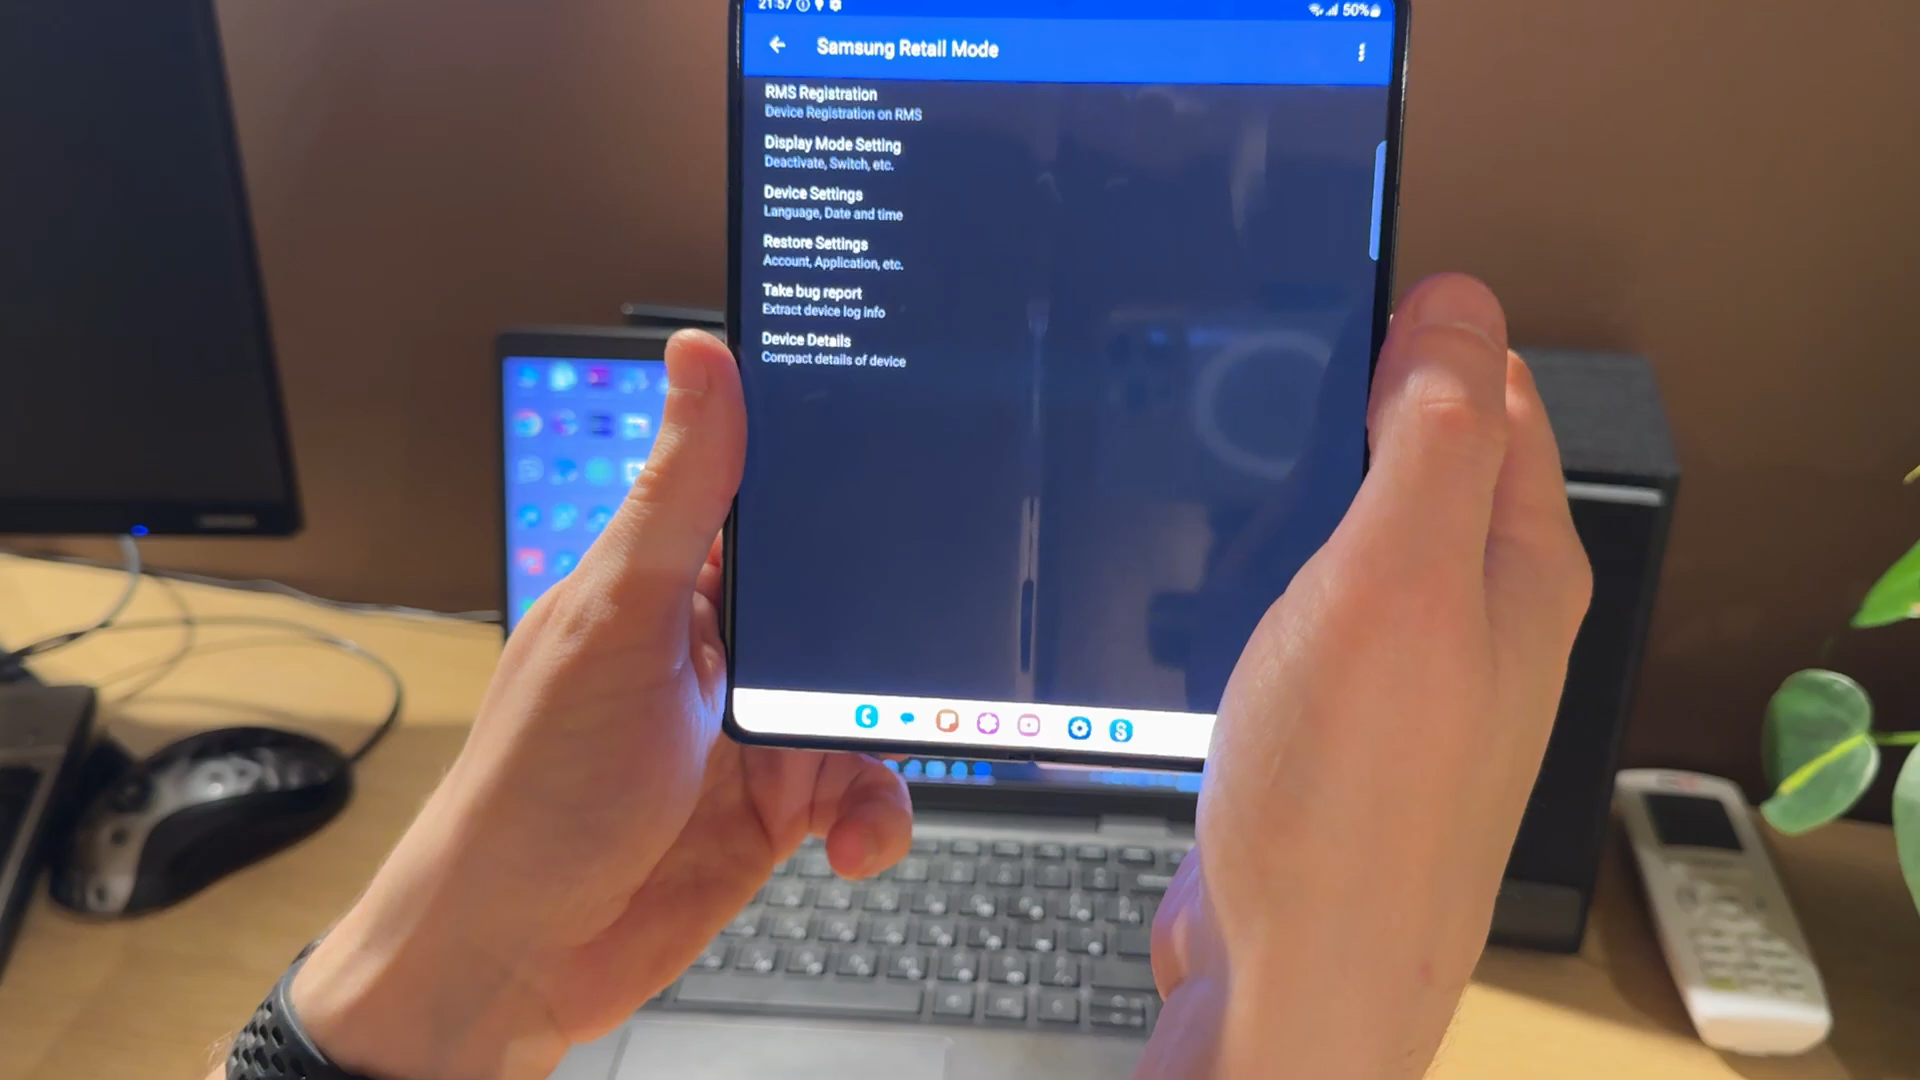 21:57 50%
Samsung Retail Mode
RMS Registration
Device Registration on RMS
Display Mode Setting
Deactivate, Switch, etc.
Device Settings
Language, Date and time
Restore Settings
Account, Application, etc.
Take bug report
Extract device log info
Device Details
Compact details of device